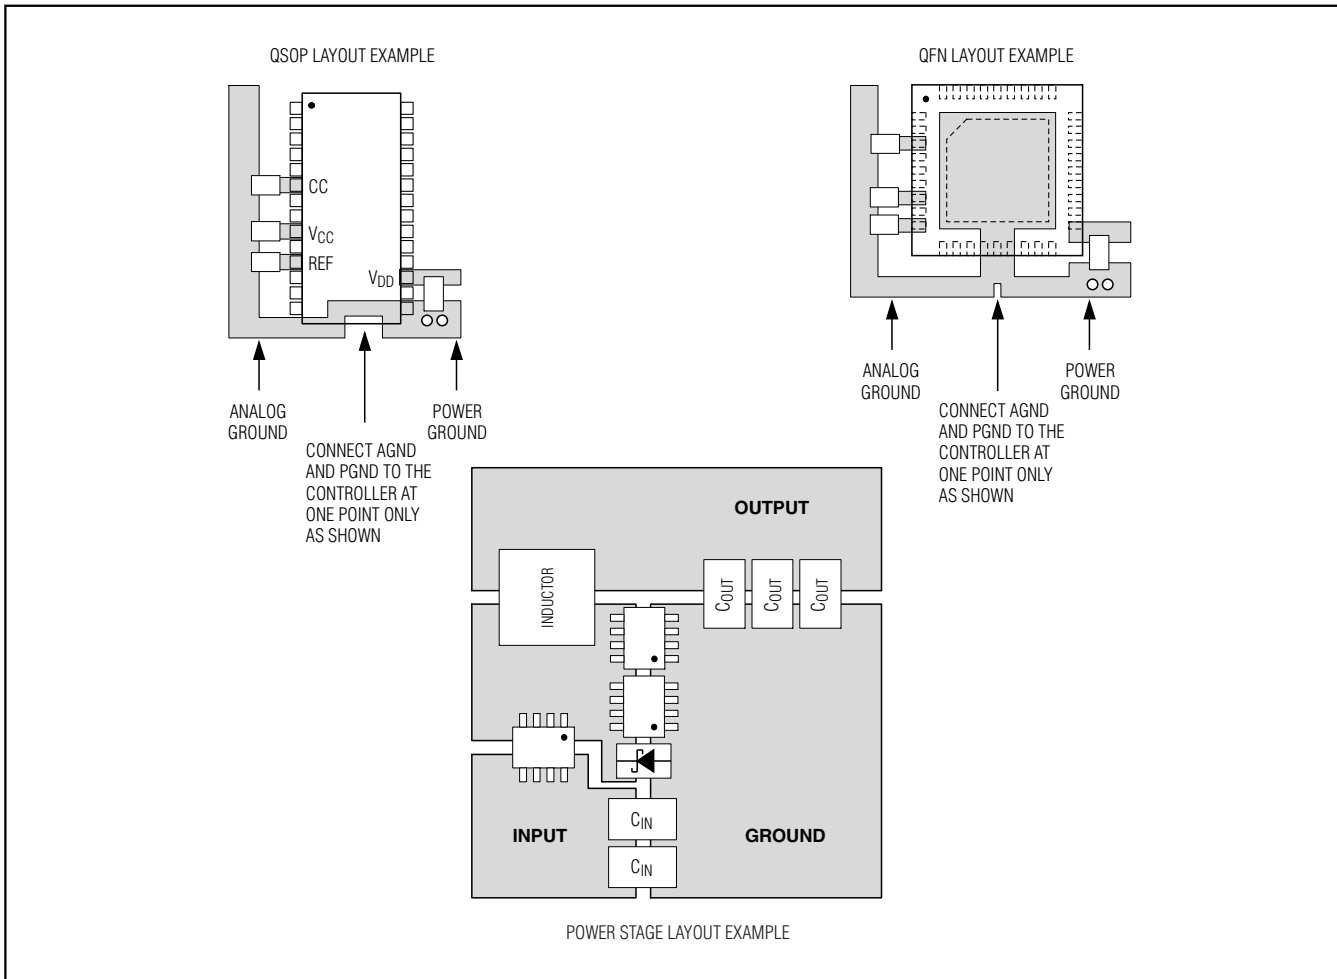 QSOP LAYOUT EXAMPLE
CC
VCC
REF
VDD
ANALOG
GROUND
POWER
GROUND
CONNECT AGND
AND PGND TO THE
CONTROLLER AT
ONE POINT ONLY
AS SHOWN
QFN LAYOUT EXAMPLE
ANALOG
GROUND
POWER
GROUND
CONNECT AGND
AND PGND TO THE
CONTROLLER AT
ONE POINT ONLY
AS SHOWN
OUTPUT
INDUCTOR
COUT
COUT
COUT
CIN
INPUT
GROUND
CIN
POWER STAGE LAYOUT EXAMPLE